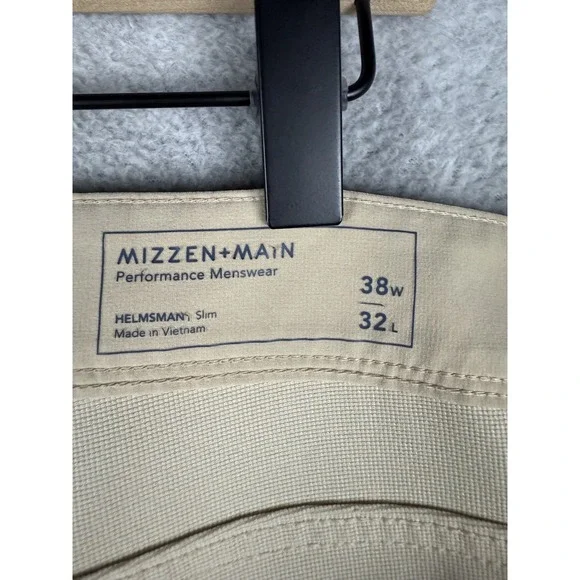 MIZZEN+MAIN
Performance Menswear
38W
32L
HELMSMAN, Slim
Made in Vietnam